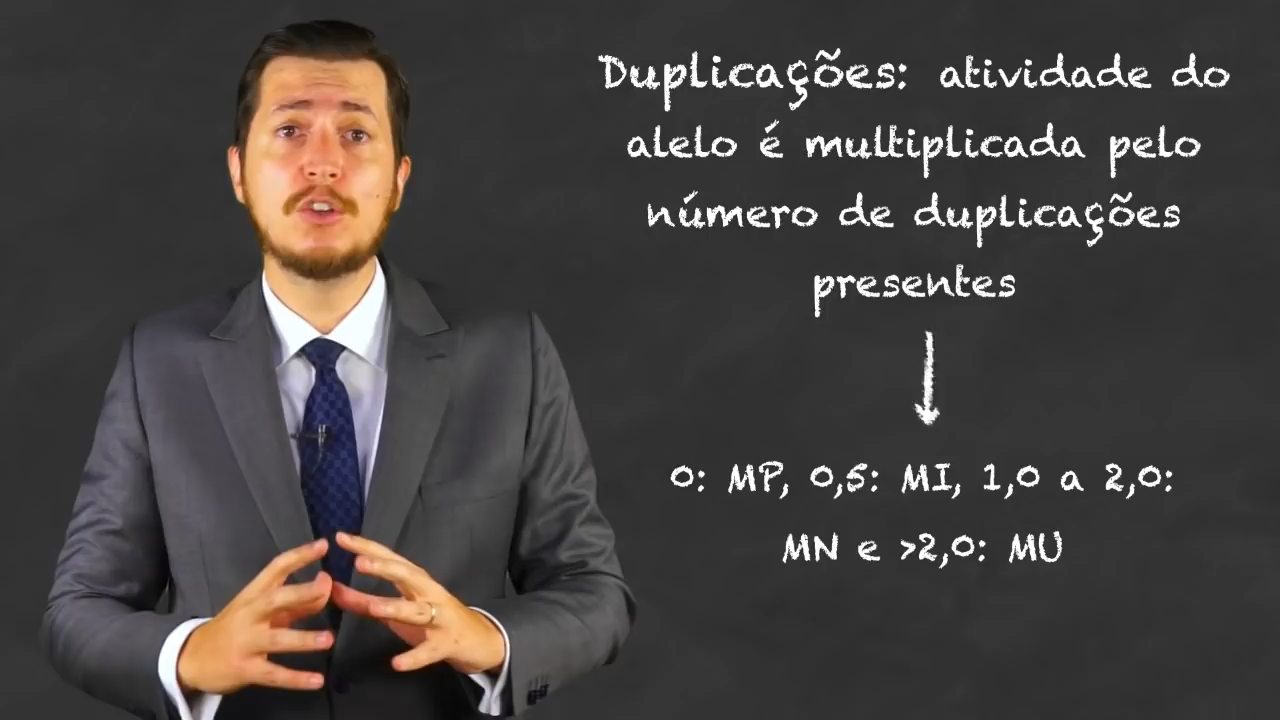 Duplicações: atividade do
alelo é multiplicada pelo
número de duplicações
presentes
0: MP, 0,5: MI, 1,0 a 2,0:
MN e >2,0: MU